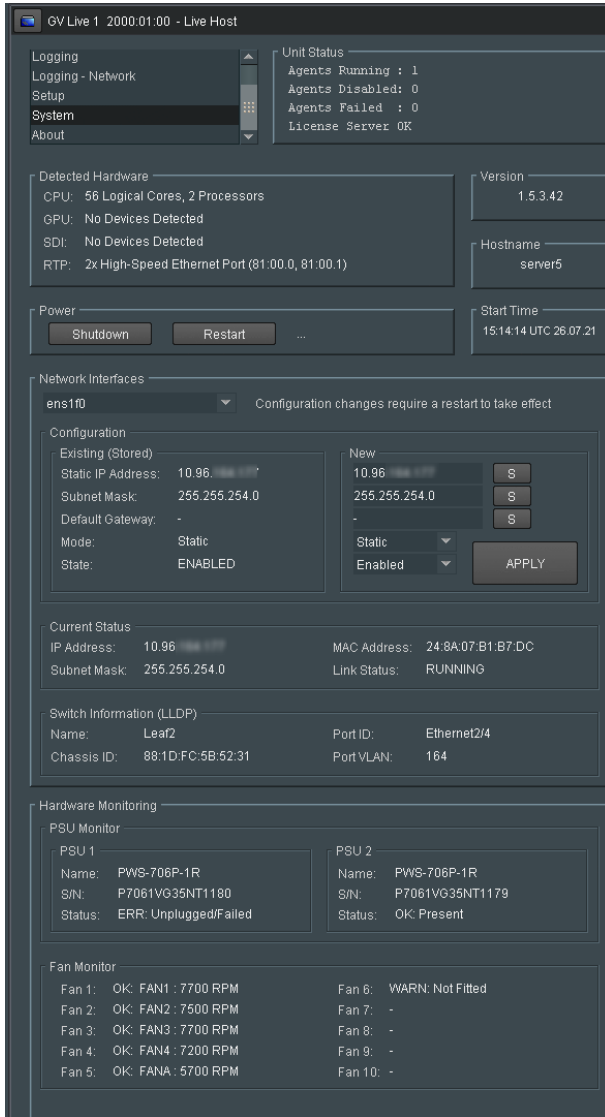 GV Live 1 2000:01:00 - Live Host
Logging
Logging - Network
Setup
System
About
Unit Status
Agents Running : 1
Agents Disabled: 0
Agents Failed : 0
License Server OK
Detected Hardware
CPU: 56 Logical Cores, 2 Processors
GPU: No Devices Detected
SDI: No Devices Detected
RTP: 2x High-Speed Ethernet Port (81:00.0, 81:00.1)
Version
1.5.3.42
Hostname
server5
Power
Shutdown Restart ...
Start Time
15:14:14 UTC 26.07.21
Network Interfaces
ens1f0 Configuration changes require a restart to take effect
Configuration
Existing (Stored)
Static IP Address: 10.96.
Subnet Mask: 255.255.254.0
Default Gateway: -
Mode: Static
State: ENABLED
New
10.96 S
255.255.254.0 S
- S
Static
Enabled APPLY
Current Status
IP Address: 10.96 MAC Address: 24:8A:07:B1:B7:DC
Subnet Mask: 255.255.254.0 Link Status: RUNNING
Switch Information (LLDP)
Name: Leaf2 Port ID: Ethernet2/4
Chassis ID: 88:1D:FC:5B:52:31 Port VLAN: 164
Hardware Monitoring
PSU Monitor
PSU 1
Name: PWS-706P-1R
S/N: P7061VG35NT1180
Status: ERR: Unplugged/Failed
PSU 2
Name: PWS-706P-1R
S/N: P7061VG35NT1179
Status: OK: Present
Fan Monitor
Fan 1: OK: FAN1 : 7700 RPM
Fan 2: OK: FAN2 : 7500 RPM
Fan 3: OK: FAN3 : 7700 RPM
Fan 4: OK: FAN4 : 7200 RPM
Fan 5: OK: FANA : 5700 RPM
Fan 6: WARN: Not Fitted
Fan 7: -
Fan 8: -
Fan 9: -
Fan 10: -